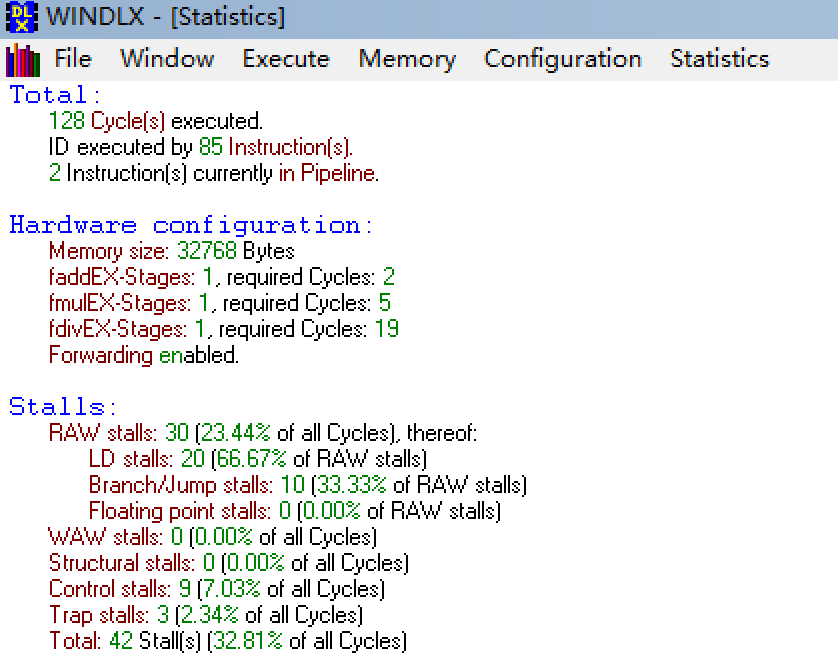 DLX
WINDLX - [Statistics]
File Window Execute Memory Configuration Statistics
Total:
128 Cycle(s) executed.
ID executed by 85 Instruction(s).
2 Instruction(s) currently in Pipeline.
Hardware configuration:
Memory size: 32768 Bytes
faddEX-Stages: 1, required Cycles: 2
fmulEX-Stages: 1, required Cycles: 5
fdivEX-Stages: 1, required Cycles: 19
Forwarding enabled.
Stalls:
RAW stalls: 30 (23.44% of all Cycles), thereof:
LD stalls: 20 (66.67% of RAW stalls)
Branch/Jump stalls: 10 (33.33% of RAW stalls)
Floating point stalls: 0 (0.00% of RAW stalls)
WAW stalls: 0 (0.00% of all Cycles)
Structural stalls: 0 (0.00% of all Cycles)
Control stalls: 9 (7.03% of all Cycles)
Trap stalls: 3 (2.34% of all Cycles)
Total: 42 Stall(s) (32.81% of all Cycles)